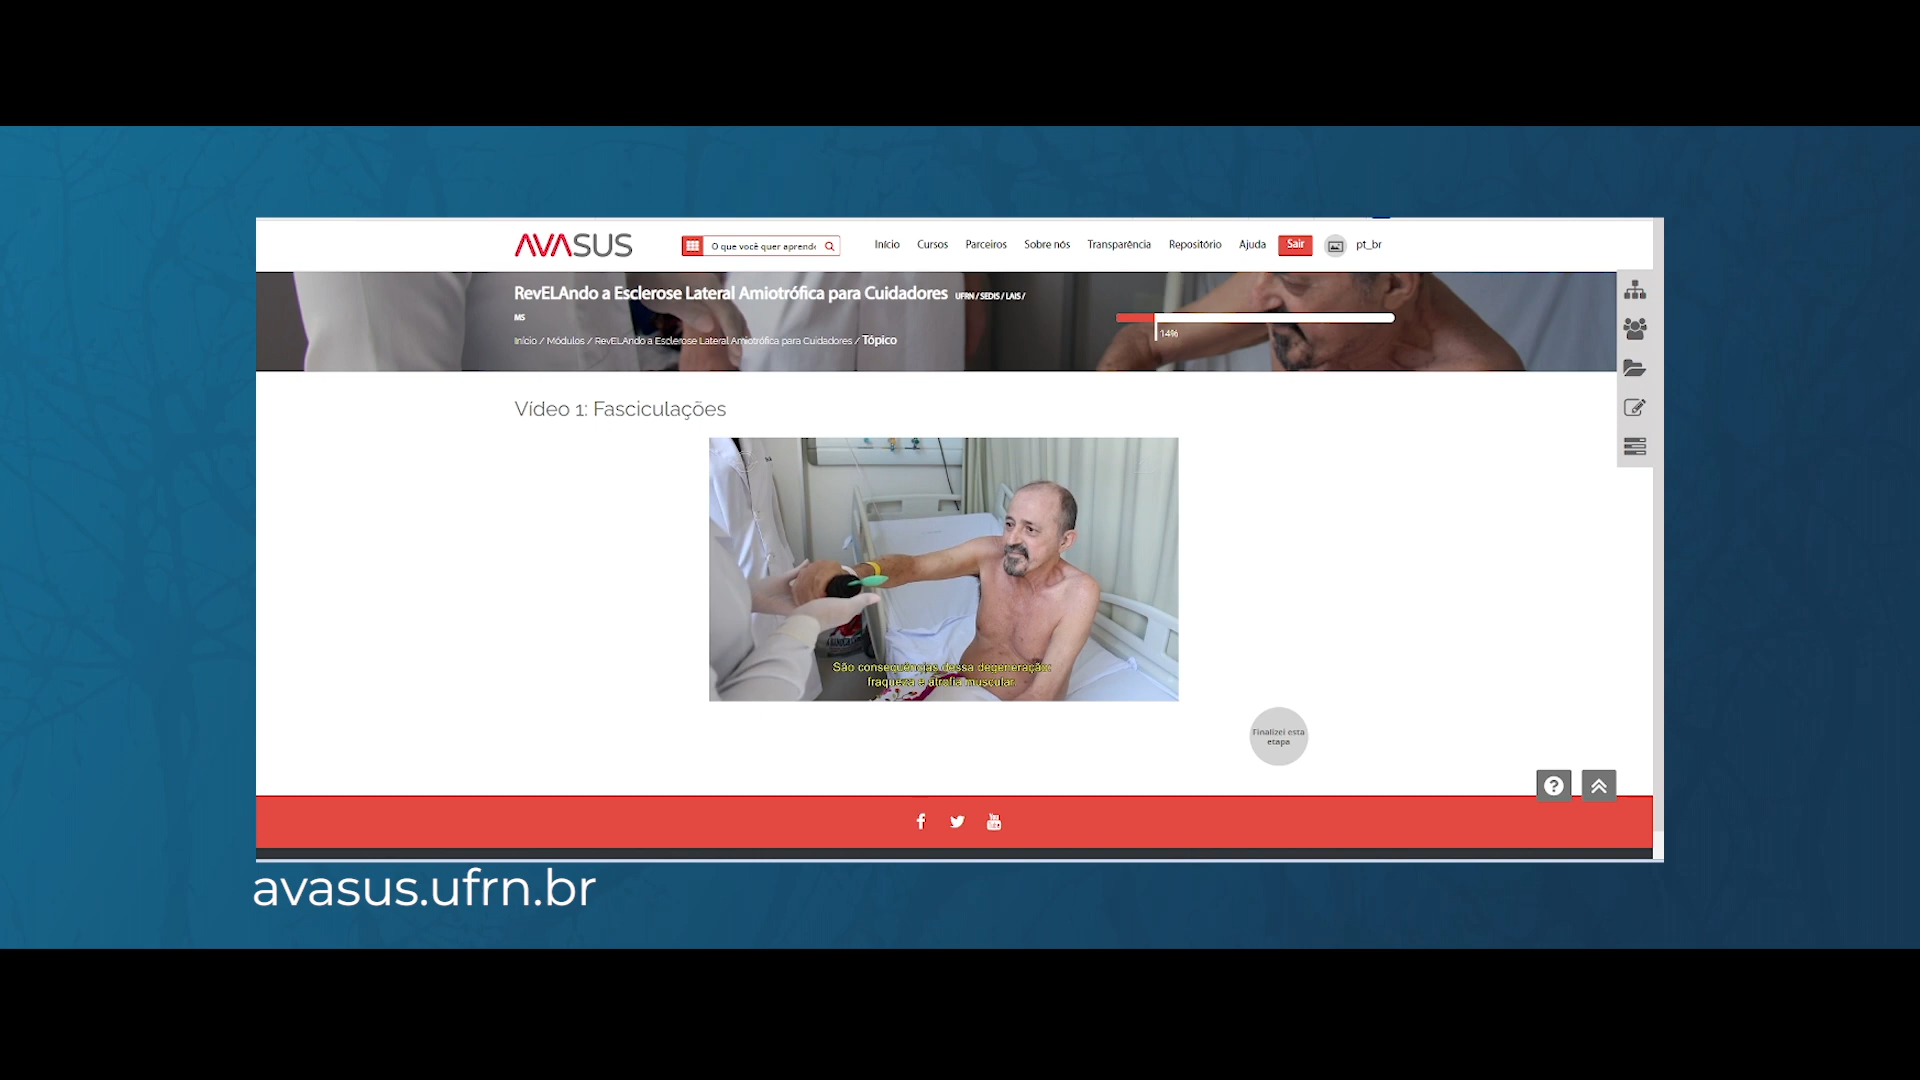 AVASUS
O que você quer aprende
Início Cursos Parceiros Sobre nós Transparência Repositório Ajuda Sair pt_br
RevELAndo a Esclerose Lateral Amiotrófica para Cuidadores UFRN / SEDIS / LAIS /
MS
14%
Início / Módulos / RevELAndo a Esclerose Lateral Amiotrófica para Cuidadores / Tópico
Vídeo 1: Fasciculações
São consequências dessa degeneração:
fraqueza e atrofia muscular.
Finalizei esta
etapa
avasus.ufrn.br